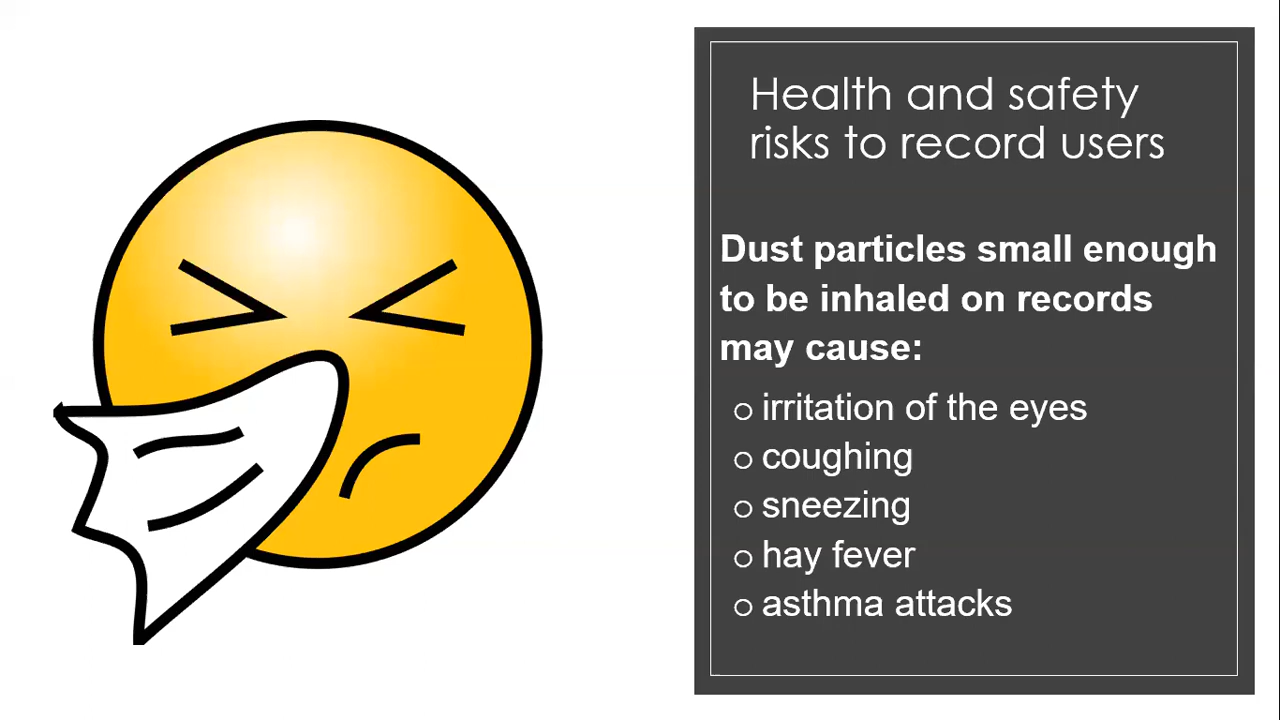 Health and safety
risks to record users
Dust particles small enough
to be inhaled on records
may cause:
o irritation of the eyes
o coughing
o sneezing
o hay fever
o asthma attacks